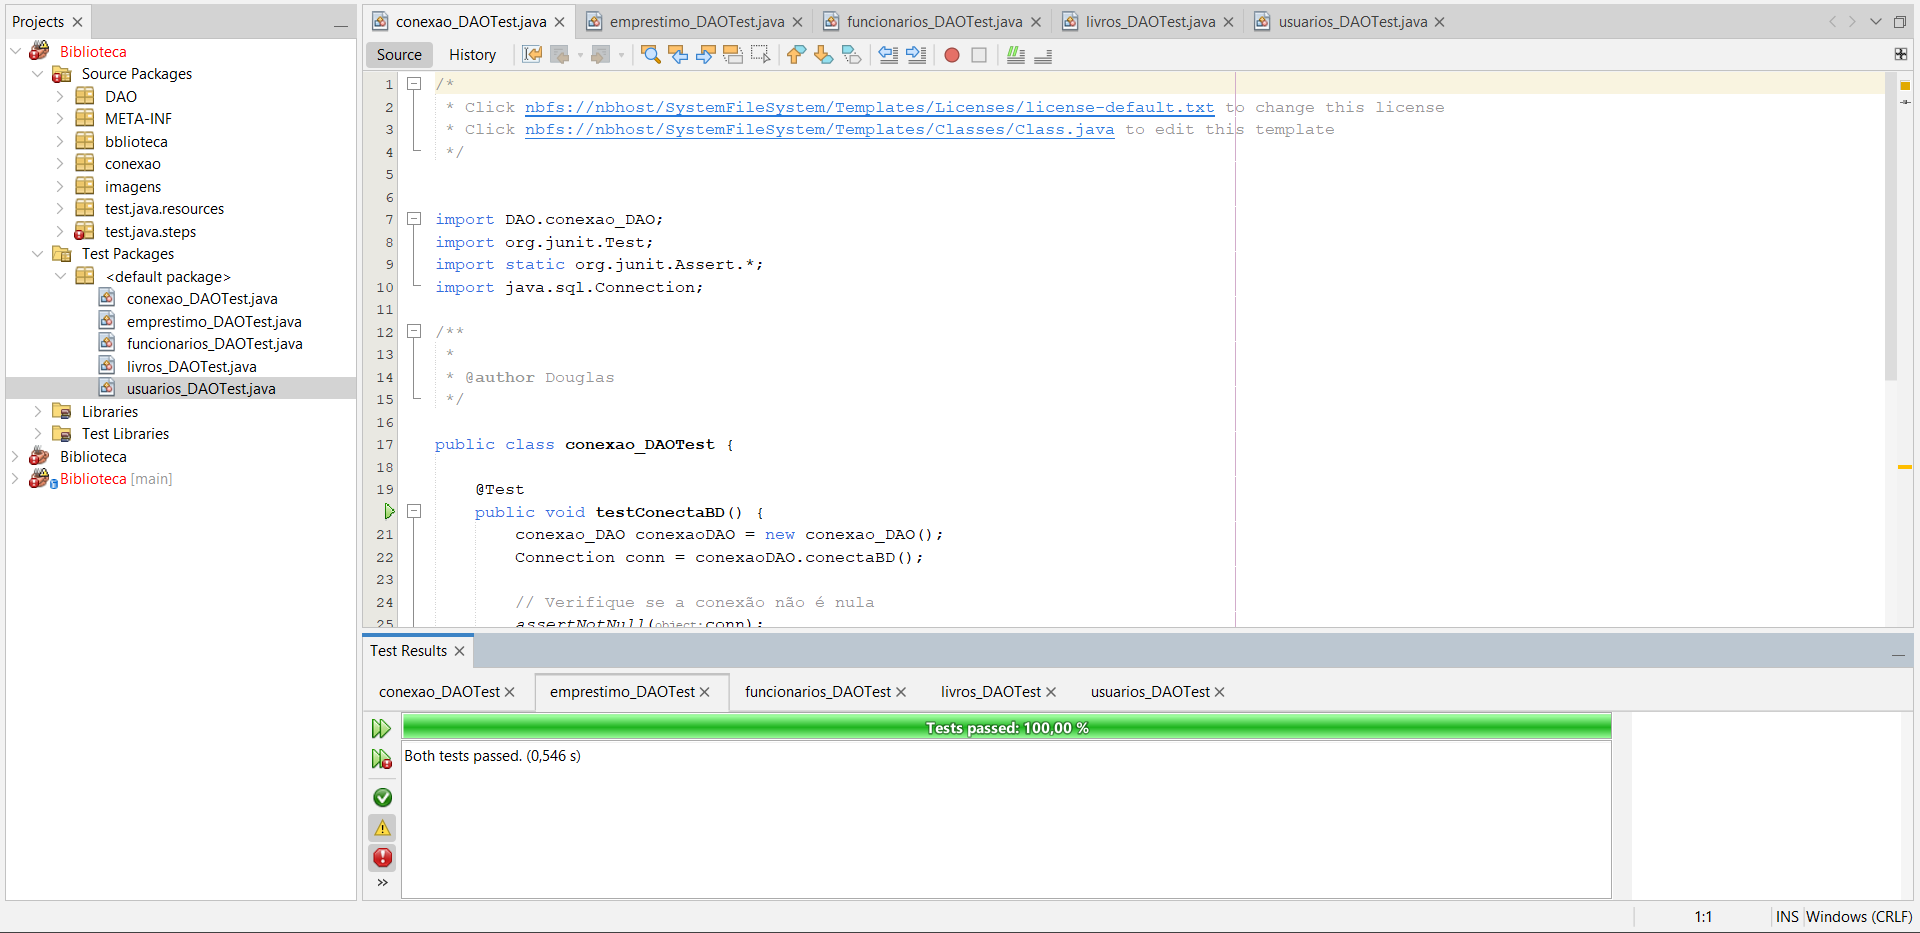 Projects
Biblioteca
Source Packages
DAO
META-INF
bblioteca
conexao
imagens
test.java.resources
test.java.steps
Test Packages
<default package>
conexao_DAOTest.java
emprestimo_DAOTest.java
funcionarios_DAOTest.java
livros_DAOTest.java
usuarios_DAOTest.java
Libraries
Test Libraries
Biblioteca
Biblioteca [main]
conexao_DAOTest.java emprestimo_DAOTest.java funcionarios_DAOTest.java livros_DAOTest.java usuarios_DAOTest.java
Source History
1 /*
2 * Click nbfs://nbhost/SystemFileSystem/Templates/Licenses/license-default.txt to change this license
3 * Click nbfs://nbhost/SystemFileSystem/Templates/Classes/Class.java to edit this template
4 */
5
6
7 import DAO.conexao_DAO;
8 import org.junit.Test;
9 import static org.junit.Assert.*;
10 import java.sql.Connection;
11
12 /**
13 *
14 * @author Douglas
15 */
16
17 public class conexao_DAOTest {
18
19 @Test
public void testConectaBD() {
21 conexao_DAO conexaoDAO = new conexao_DAO();
22 Connection conn = conexaoDAO.conectaBD();
23
24 // Verifique se a conexão não é nula
25 assertNotNull(object:conn);
Test Results
conexao_DAOTest emprestimo_DAOTest funcionarios_DAOTest livros_DAOTest usuarios_DAOTest
Tests passed: 100,00 %
Both tests passed. (0,546 s)
»
1:1 INS Windows (CRLF)